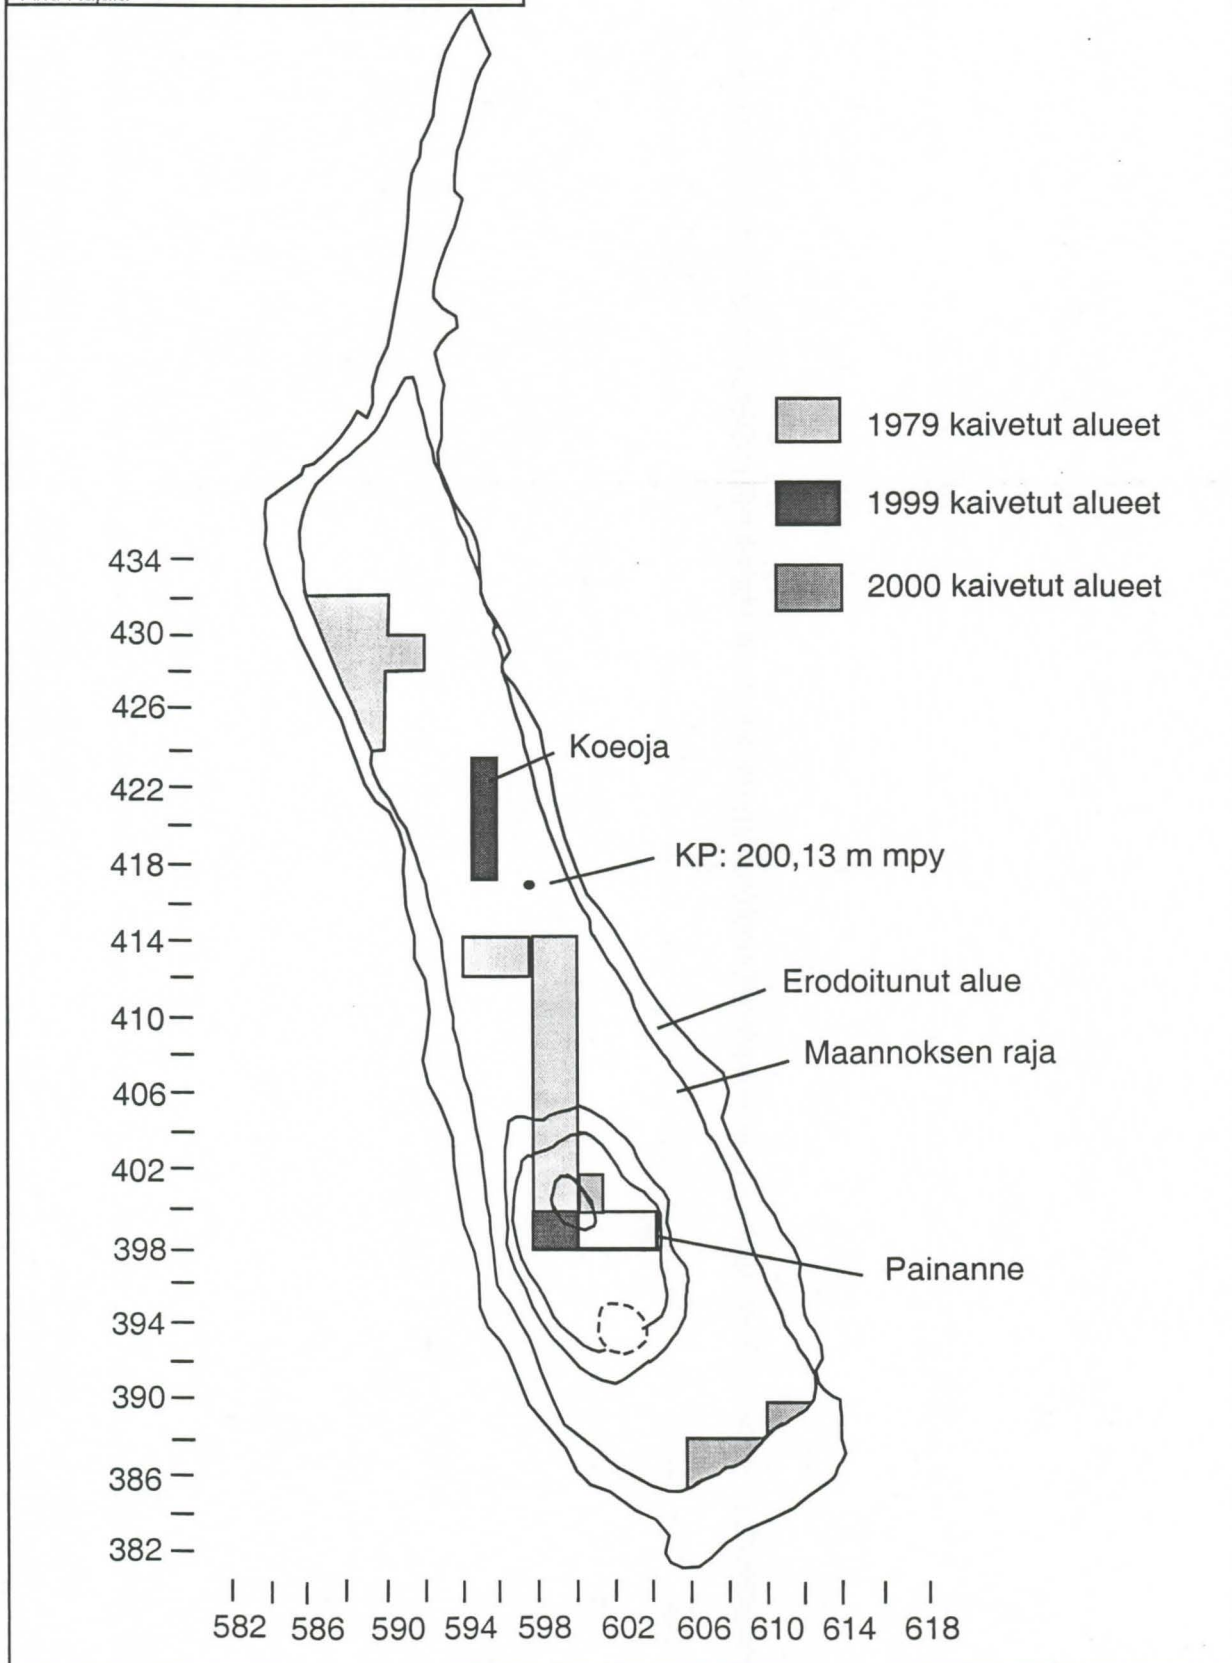 1979 kaivetut alueet
1999 kaivetut alueet
2000 kaivetut alueet
434
430
426
Koeoja
422
KP: 200,13 m mpy
418
414
Erodoitunut alue
410
Maannoksen raja
406
402
398
Painanne
394
390
386
382
582 586 590 594 598 602 606 610 614 618